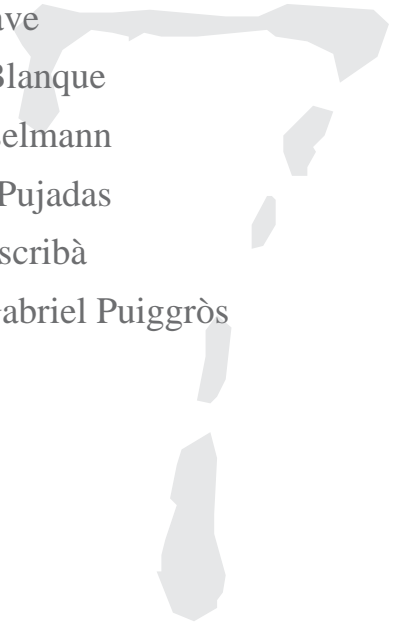 ave
Blanque
elmann
Pujadas
scribà
abriel Puiggròs